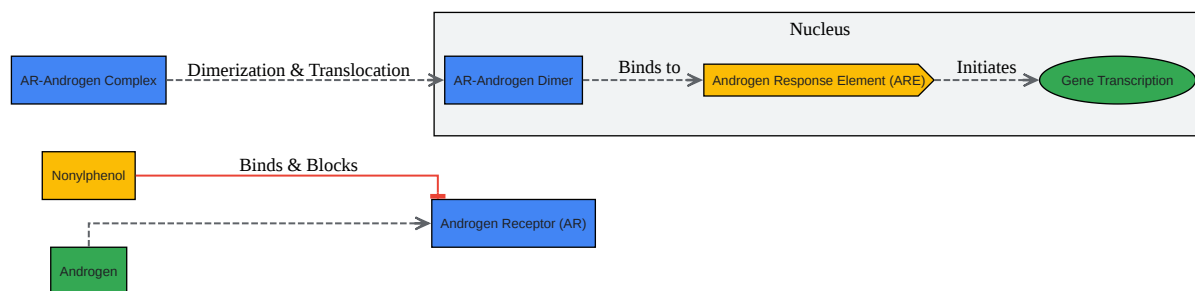 Nucleus
AR-Androgen Complex
Dimerization & Translocation
AR-Androgen Dimer
Binds to
Androgen Response Element (ARE)
Initiates
Gene Transcription
Nonylphenol
Binds & Blocks
Androgen Receptor (AR)
Androgen